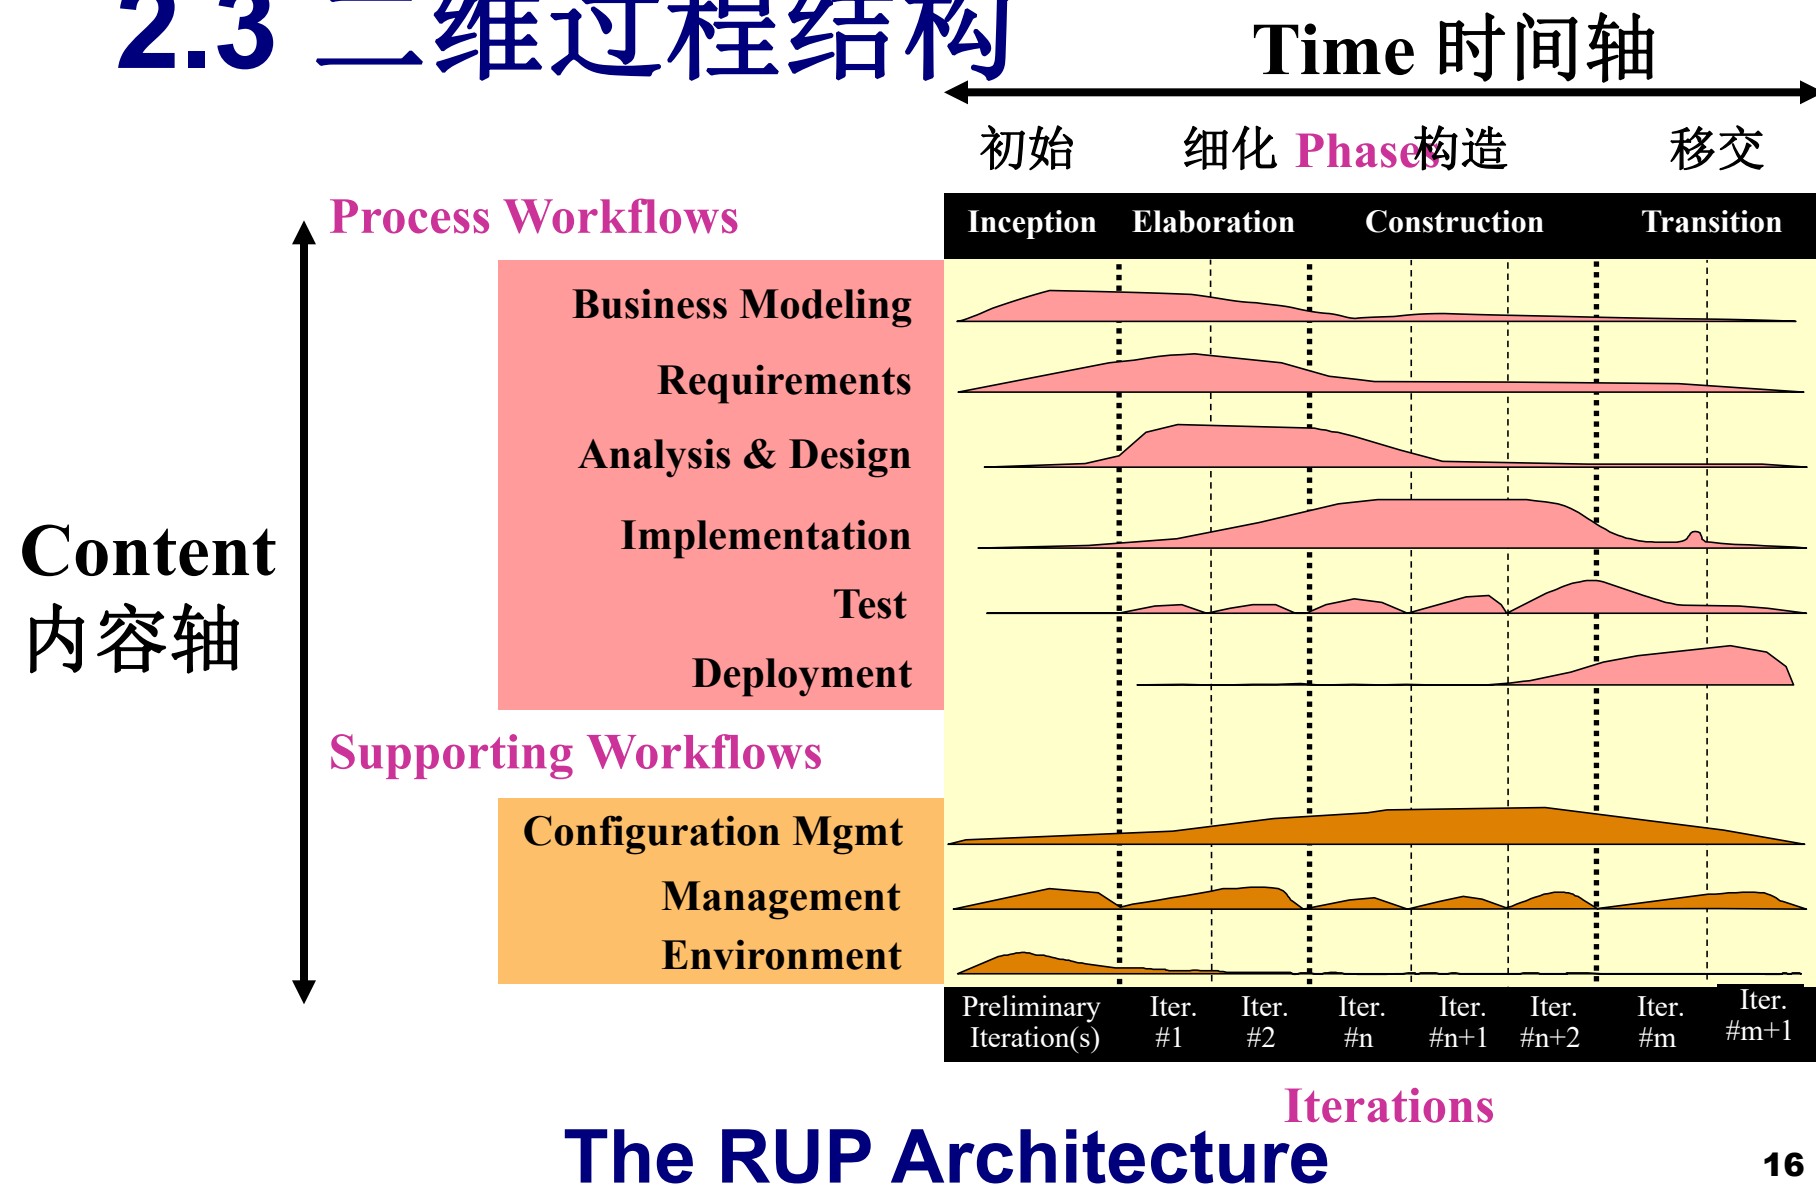 2.3 二维过程结构
Time 时间轴
初始 细化 Phases 构造 移交
Process Workflows
Inception Elaboration Construction Transition
Business Modeling
Requirements
Analysis & Design
Implementation
Test
Deployment
Content
内容轴
Supporting Workflows
Configuration Mgmt
Management
Environment
Preliminary
Iteration(s)
Iter.
#1
Iter.
#2
Iter.
#n
Iter.
#n+1
Iter.
#n+2
Iter.
#m
Iter.
#m+1
Iterations
The RUP Architecture
16